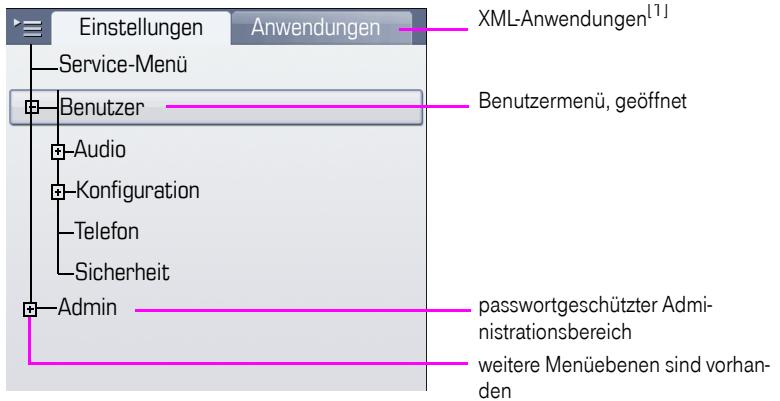 Einstellungen Anwendungen
XML-Anwendungen[1]
Service-Menü
Benutzer
Benutzermenü, geöffnet
Audio
Konfiguration
Telefon
Sicherheit
Admin
passwortgeschützter Admi-
nistrationsbereich
weitere Menüebenen sind vorhan-
den